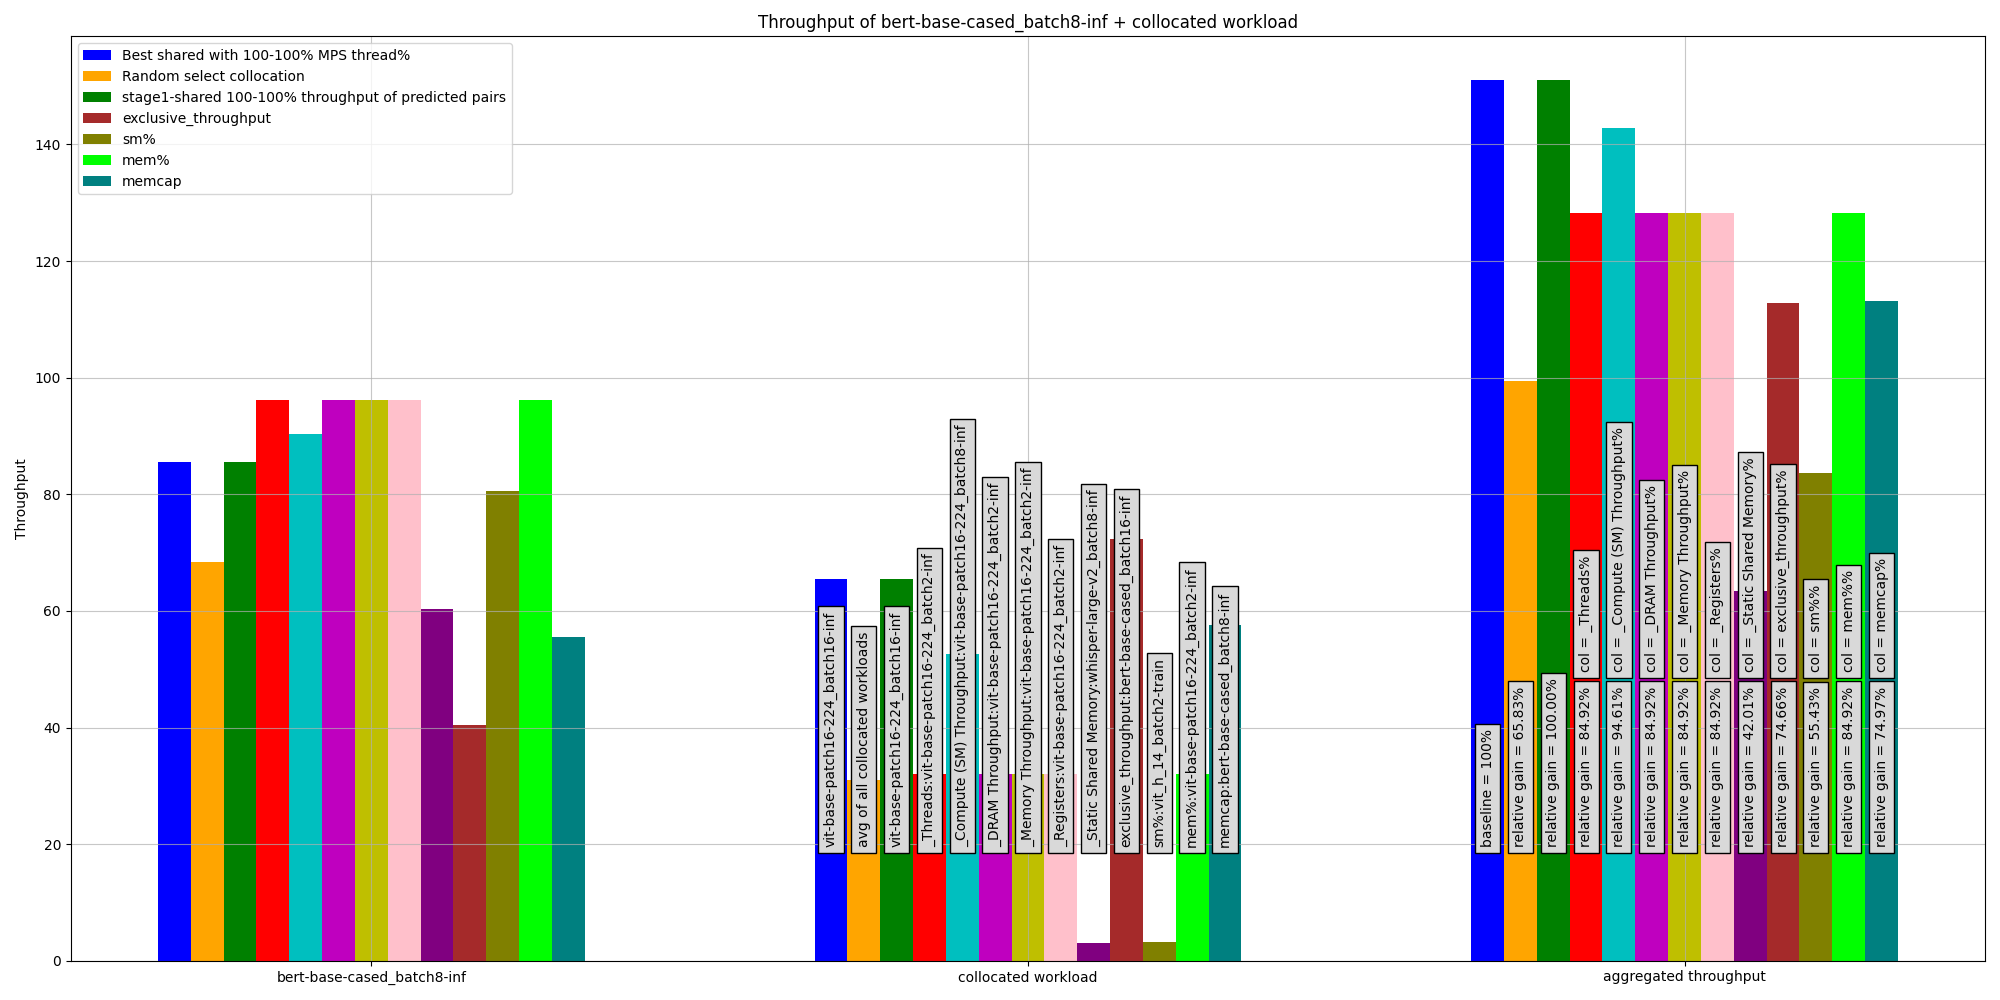 Throughput of bert-base-cased_batch8-inf + collocated workload
Best shared with 100-100% MPS thread%
Random select collocation
stage1-shared 100-100% throughput of predicted pairs
exclusive_throughput
sm%
mem%
memcap
Throughput
140
120
100
80
60
40
20
0
vit-base-patch16-224_batch16-inf
avg of all collocated workloads
vit-base-patch16-224_batch16-inf
_Threads:vit-base-patch16-224_batch2-inf
_Compute (SM) Throughput:vit-base-patch16-224_batch8-inf
_DRAM Throughput:vit-base-patch16-224_batch2-inf
_Memory Throughput:vit-base-patch16-224_batch2-inf
_Registers:vit-base-patch16-224_batch2-inf
_Static Shared Memory:whisper-large-v2_batch8-inf
exclusive_throughput:bert-base-cased_batch16-inf
sm%:vit_h_14_batch2-train
mem%:vit-base-patch16-224_batch2-inf
memcap:bert-base-cased_batch8-inf
baseline = 100%
relative gain = 65.83%
relative gain = 100.00%
col = _Threads%
relative gain = 84.92%
col = _Compute (SM) Throughput%
relative gain = 94.61%
col = _DRAM Throughput%
relative gain = 84.92%
col = _Memory Throughput%
relative gain = 84.92%
col = _Registers%
relative gain = 84.92%
col = _Static Shared Memory%
relative gain = 42.01%
col = exclusive_throughput%
relative gain = 74.66%
col = sm%%
relative gain = 55.43%
col = mem%%
relative gain = 84.92%
col = memcap%
relative gain = 74.97%
bert-base-cased_batch8-inf
collocated workload
aggregated throughput